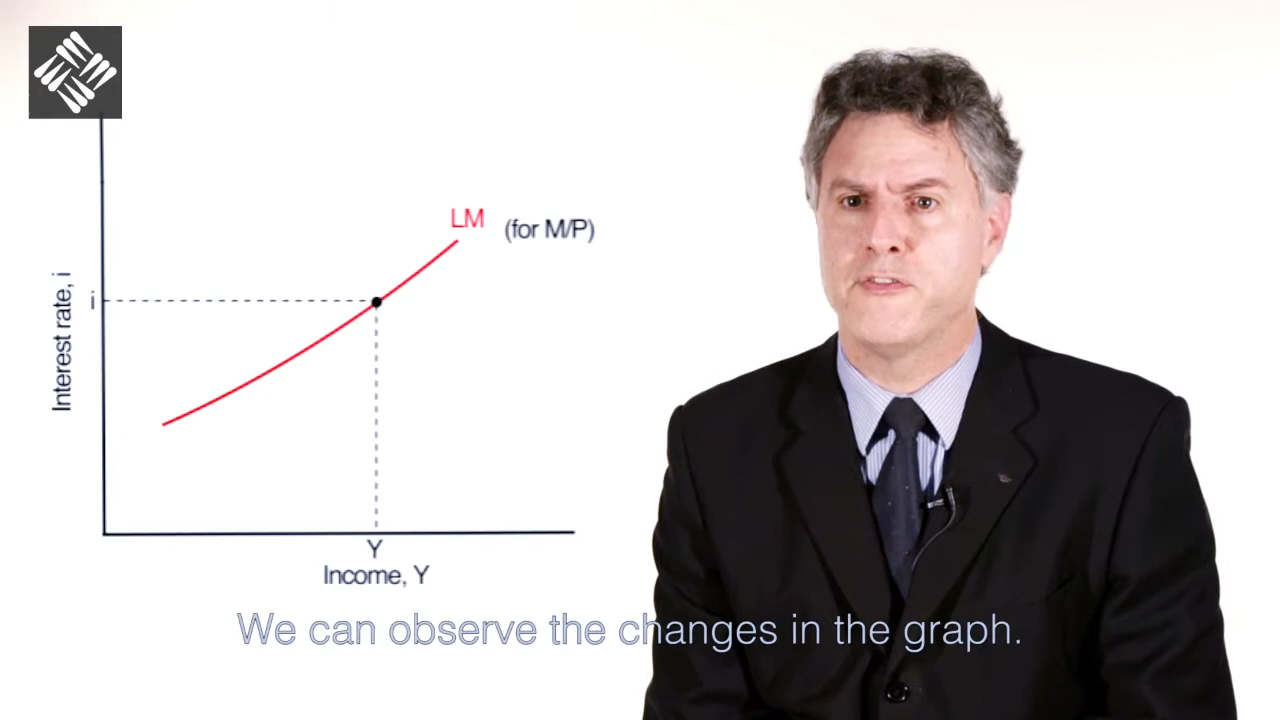 LM
(for M/P)
Interest rate, i
i
Y
Income, Y
We can observe the changes in the graph.